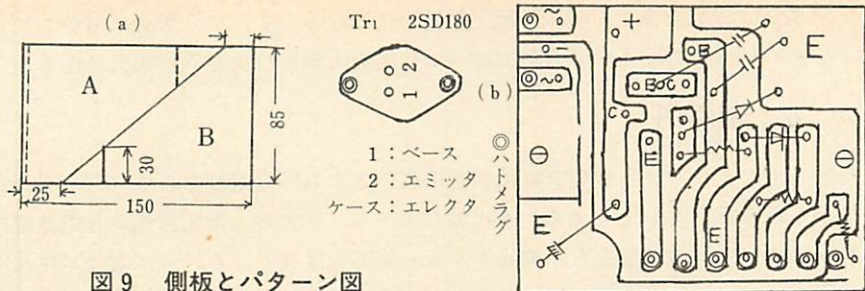 (a)
A
B
25
150
30
85
Tr₁ 2SD180
1
2
(b)
1：ベース
2：エミッタ
ケース：エレクタ
◎ハトメラグ
～
～
＋
－
B
E
B C
C
E
E
E
⊖
⊖
図9 側板とパターン図